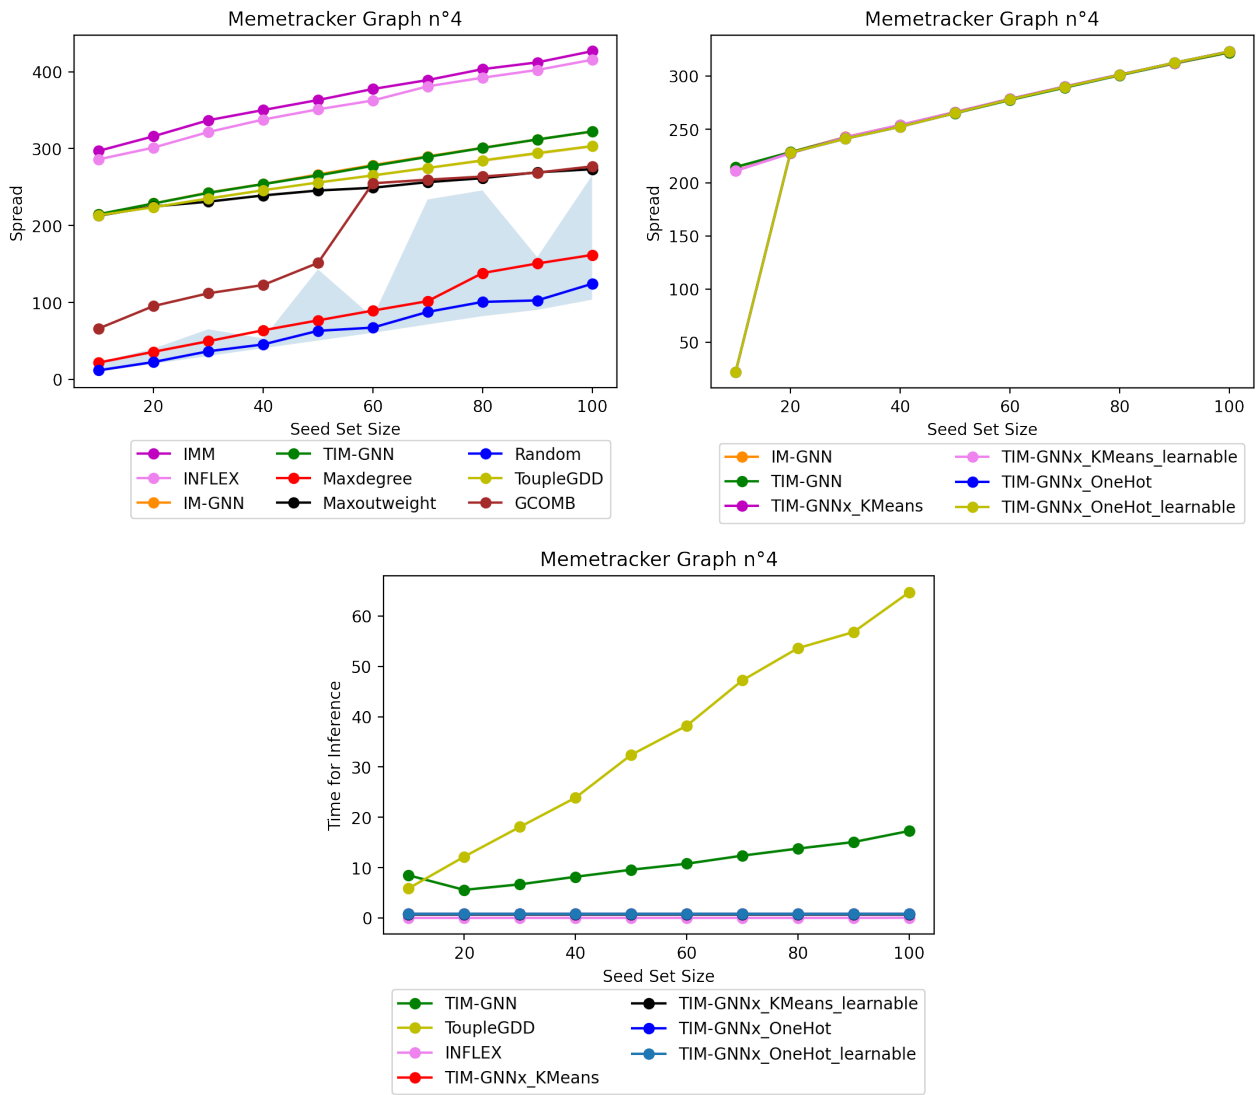 Memetracker Graph n°4
Spread
400
300
200
100
0
20 40 60 80 100
Seed Set Size
IMM TIM-GNN Random
INFLEX Maxdegree ToupleGDD
IM-GNN Maxoutweight GCOMB
Memetracker Graph n°4
Spread
300
250
200
150
100
50
20 40 60 80 100
Seed Set Size
IM-GNN TIM-GNNx_KMeans_learnable
TIM-GNN TIM-GNNx_OneHot
TIM-GNNx_KMeans TIM-GNNx_OneHot_learnable
Memetracker Graph n°4
Time for Inference
60
50
40
30
20
10
0
20 40 60 80 100
Seed Set Size
TIM-GNN TIM-GNNx_KMeans_learnable
ToupleGDD TIM-GNNx_OneHot
INFLEX TIM-GNNx_OneHot_learnable
TIM-GNNx_KMeans